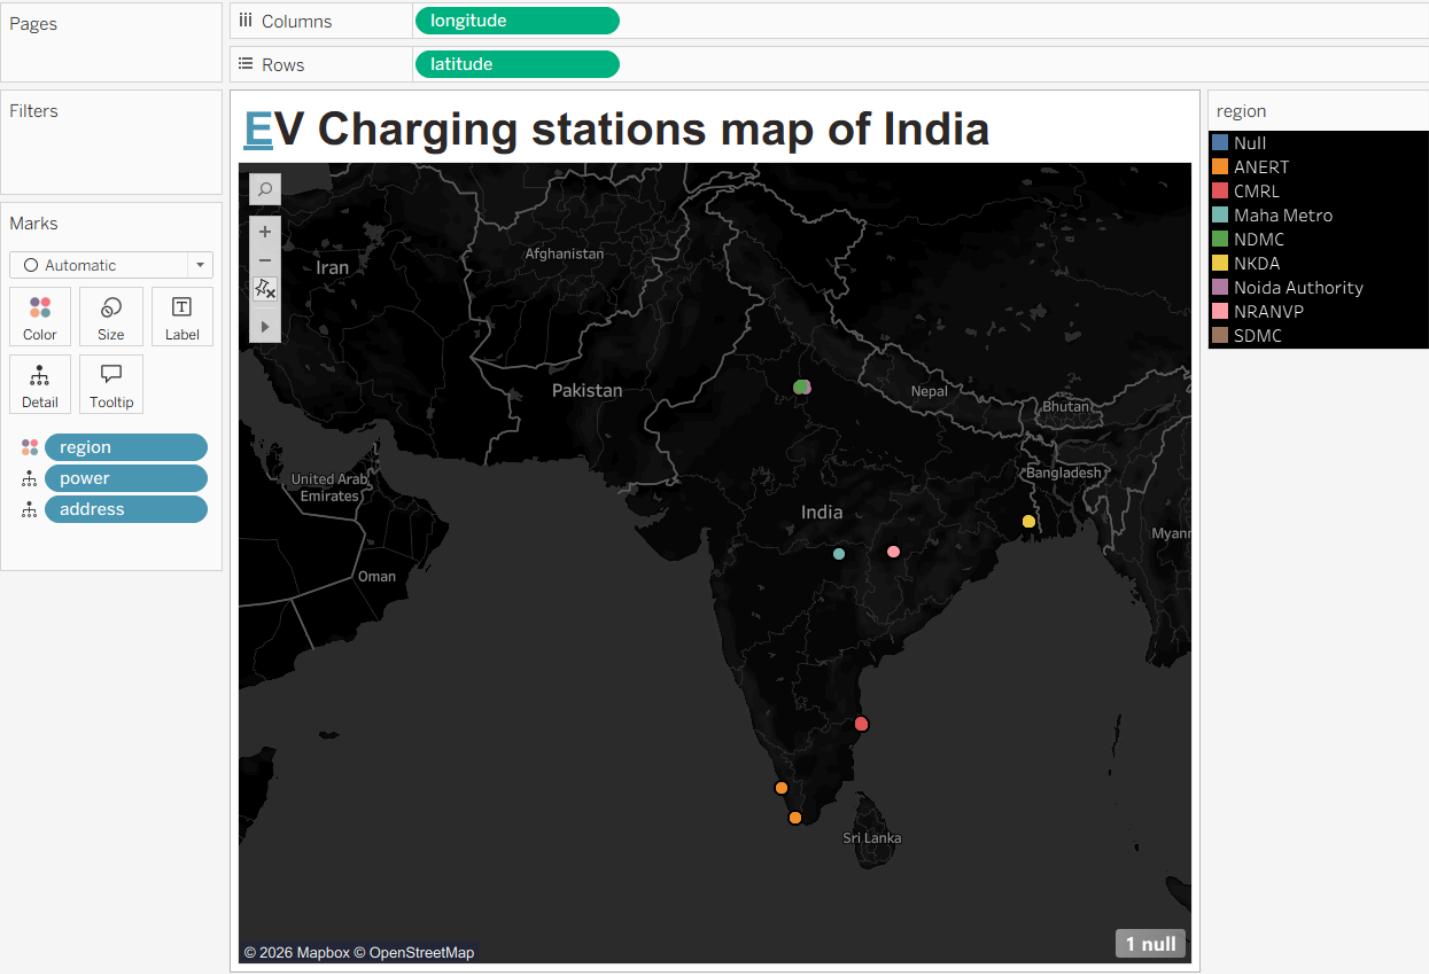 Pages
Columns
longitude
Rows
latitude
Filters
Marks
Automatic
Color
Size
Label
Detail
Tooltip
region
power
address
EV Charging stations map of India
Iran
Afghanistan
Pakistan
Nepal
Bhutan
United Arab
Emirates
Bangladesh
India
Myanr
Oman
Sri Lanka
© 2026 Mapbox © OpenStreetMap
1 null
region
Null
ANERT
CMRL
Maha Metro
NDMC
NKDA
Noida Authority
NRANVP
SDMC